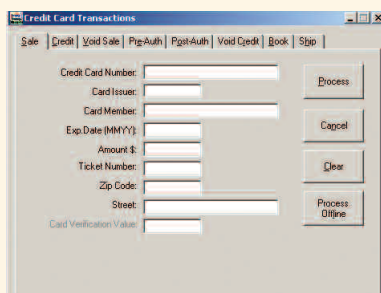 Credit Card Transactions
Sale Credit Void Sale Pre-Auth Post-Auth Void Credit Book Ship
Credit Card Number:
Process
Card Issuer:
Card Member:
Cancel
Exp.Date (MMYY):
Amount $:
Ticket Number:
Clear
Zip Code:
Street:
Process
Offline
Card Verification Value: